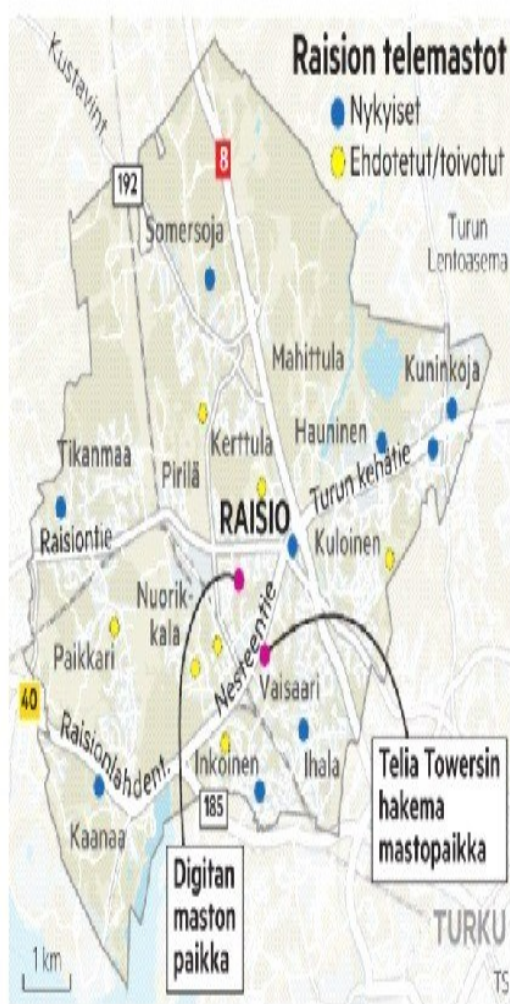 Raision telemastot
Nykyiset
Ehdotetut/toivotut
Kustavint
8
192
Somersoja
Turun
Lentoasema
Mahittula
Kuninkoja
Hauninen
Kerttula
Tikanmaa
Pirilä
Turun kehätie
RAISIO
Raisiontie
Kuloinen
Nuorik-
kala
Paikkari
Nesteentie
Vaisaari
40
Raisionlahdent.
Inkoinen
Ihala
185
Kaanaa
Telia Towersin
hakema
mastopaikka
Digitan
maston
paikka
TURKU
1 km
TS